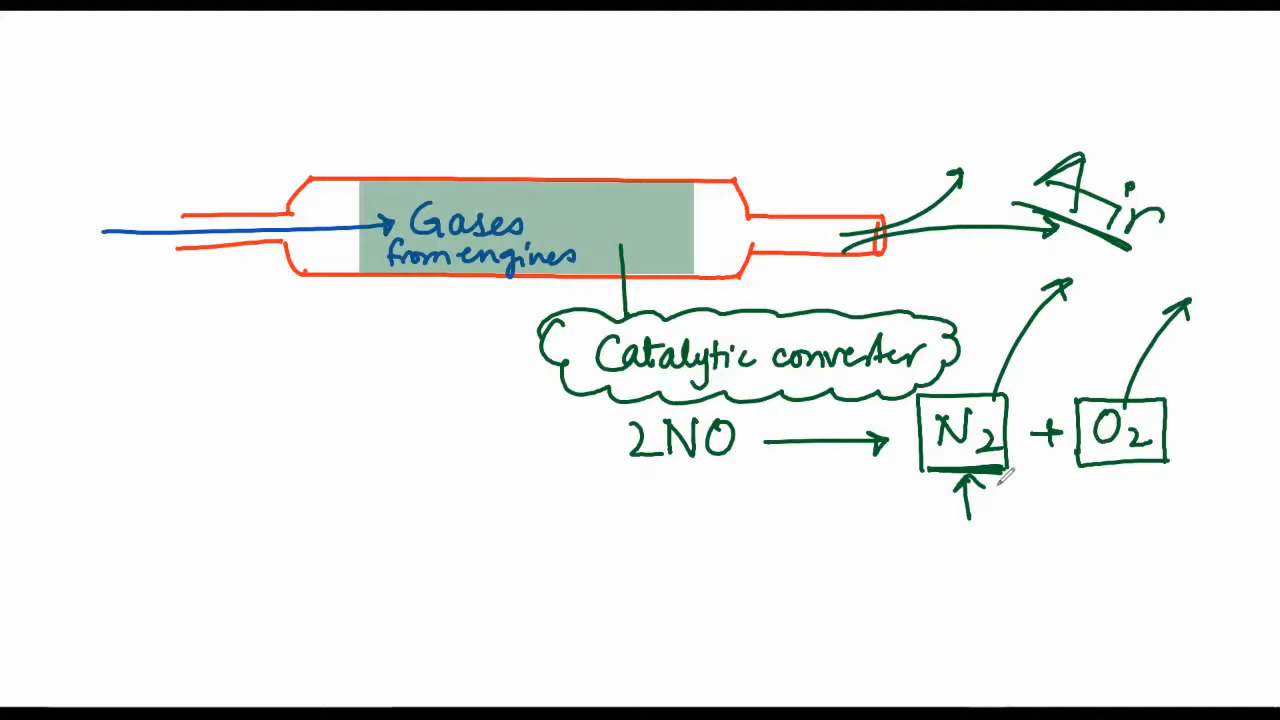 Gases
from engines
Air
Catalytic converter
2NO → N₂ + O₂